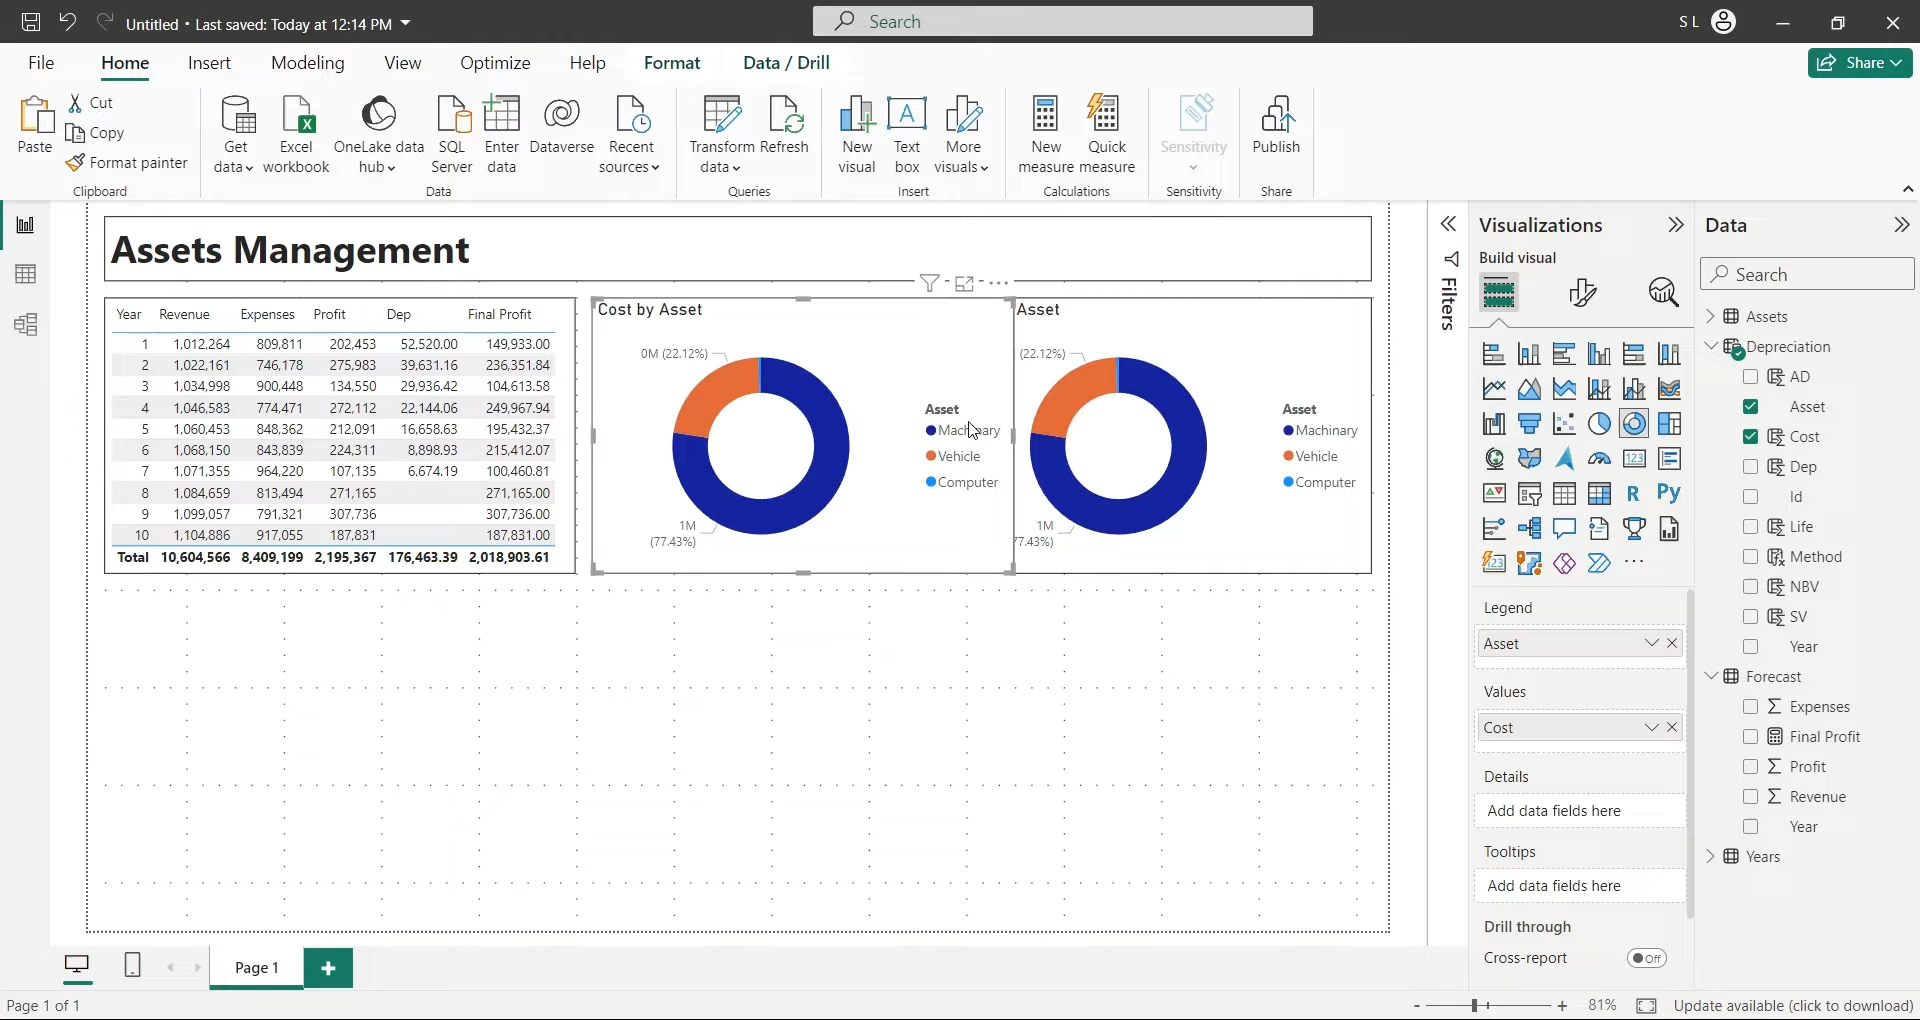 Untitled • Last saved: Today at 12:14 PM
Search
S L
File Home Insert Modeling View Optimize Help Format Data / Drill
Share
Paste
Cut
Copy
Format painter
Clipboard
Get data
Excel workbook
OneLake data hub
SQL Server
Enter data
Dataverse
Recent sources
Data
Transform data
Refresh
Queries
New visual
Text box
More visuals
Insert
New measure
Quick measure
Calculations
Sensitivity
Sensitivity
Publish
Share
Assets Management
Year Revenue Expenses Profit Dep Final Profit
1 1,012,264 809,811 202,453 52,520.00 149,933.00
2 1,022,161 746,178 275,983 39,631.16 236,351.84
3 1,034,998 900,448 134,550 29,936.42 104,613.58
4 1,046,583 774,471 272,112 22,144.06 249,967.94
5 1,060,453 848,362 212,091 16,658.63 195,432.37
6 1,068,150 843,839 224,311 8,898.93 215,412.07
7 1,071,355 964,220 107,135 6,674.19 100,460.81
8 1,084,659 813,494 271,165 271,165.00
9 1,099,057 791,321 307,736 307,736.00
10 1,104,886 917,055 187,831 187,831.00
Total 10,604,566 8,409,199 2,195,367 176,463.39 2,018,903.61
Cost by Asset
0M (22.12%)
1M
(77.43%)
Asset
Machinary
Vehicle
Computer
Asset
(22.12%)
1M
77.43%)
Asset
Machinary
Vehicle
Computer
Filters
Visualizations
Build visual
R Py
123
Legend
Asset
Values
Cost
Details
Add data fields here
Tooltips
Add data fields here
Drill through
Cross-report
Off
Data
Search
Assets
Depreciation
AD
Asset
Cost
Dep
Id
Life
Method
NBV
SV
Year
Forecast
Expenses
Final Profit
Profit
Revenue
Year
Years
Page 1
Page 1 of 1
81%
Update available (click to download)